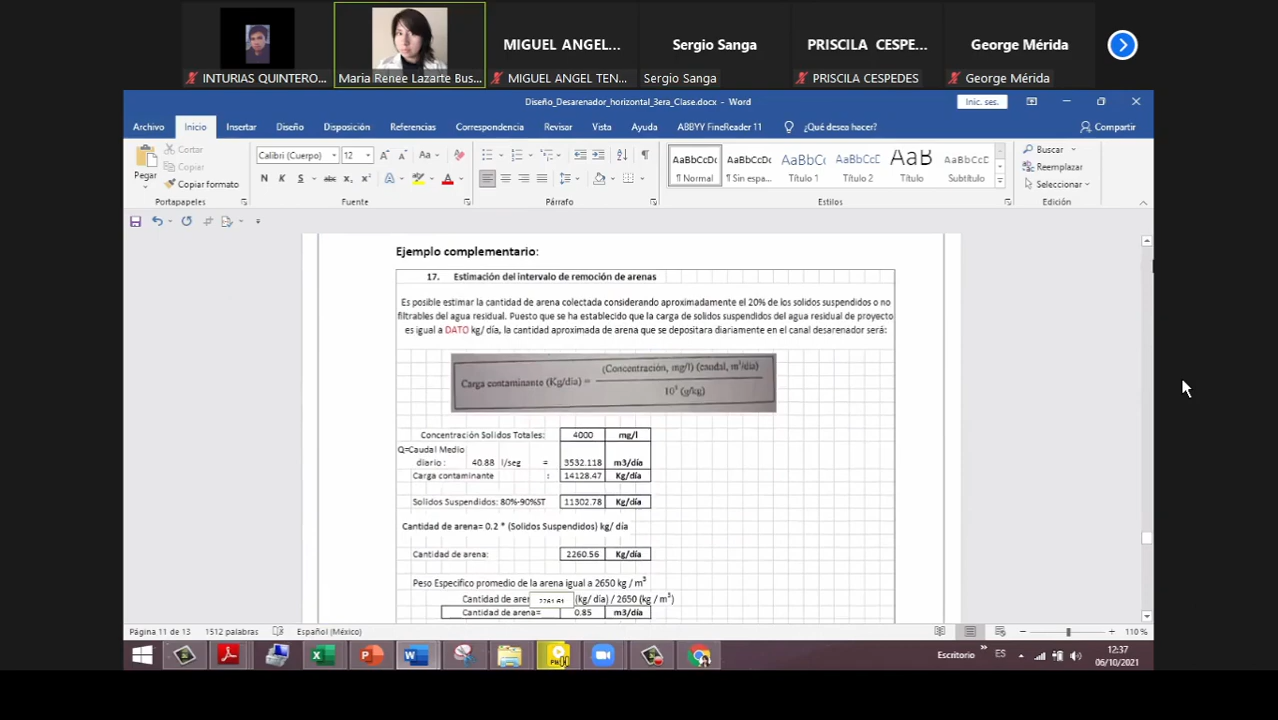 MIGUEL ANGEL...
Sergio Sanga
PRISCILA CESPE...
George Mérida
INTURIAS QUINTERO...
Maria Renee Lazarte Bus...
MIGUEL ANGEL TEN...
Sergio Sanga
PRISCILA CESPEDES
George Mérida
Diseño_Desarenador_horizontal_3era_Clase.docx - Word
Inic. ses.
Archivo
Inicio
Insertar
Diseño
Disposición
Referencias
Correspondencia
Revisar
Vista
Ayuda
ABBYY FineReader 11
¿Qué desea hacer?
Compartir
Pegar
Cortar
Copiar
Copiar formato
Portapapeles
Calibri (Cuerpo)
12
Aa
N K S abc x₂ x²
Fuente
Párrafo
AaBbCcDc
¶ Normal
AaBbCcDc
¶ Sin espa...
AaBbCc
Título 1
AaBbCcC
Título 2
AaB
Título
AaBbCcD
Subtítulo
Estilos
Buscar
Reemplazar
Seleccionar
Edición
Ejemplo complementario:
17. Estimación del intervalo de remoción de arenas
Es posible estimar la cantidad de arena colectada considerando aproximadamente el 20% de los solidos suspendidos o no
filtrables del agua residual. Puesto que se ha establecido que la carga de solidos suspendidos del agua residual de proyecto
es igual a DATO kg/ día, la cantidad aproximada de arena que se depositara diariamente en el canal desarenador será:
(Concentración, mg/l) (caudal, m³/dia)
Carga contaminante (Kg/dia) =
10³ (g/kg)
Concentración Solidos Totales: 4000 mg/l
Q=Caudal Medio
diario : 40.88 l/seg = 3532.118 m3/día
Carga contaminante : 14128.47 Kg/día
Solidos Suspendidos: 80%-90%ST 11302.78 Kg/día
Cantidad de arena= 0.2 * (Solidos Suspendidos) kg/ día
Cantidad de arena: 2260.56 Kg/día
Peso Especifico promedio de la arena igual a 2650 kg / m³
Cantidad de aren 2261.61 (kg/ día) / 2650 (kg / m³)
Cantidad de arena= 0.85 m3/día
Página 11 de 13
1512 palabras
Español (México)
110 %
Escritorio
ES
12:37
06/10/2021